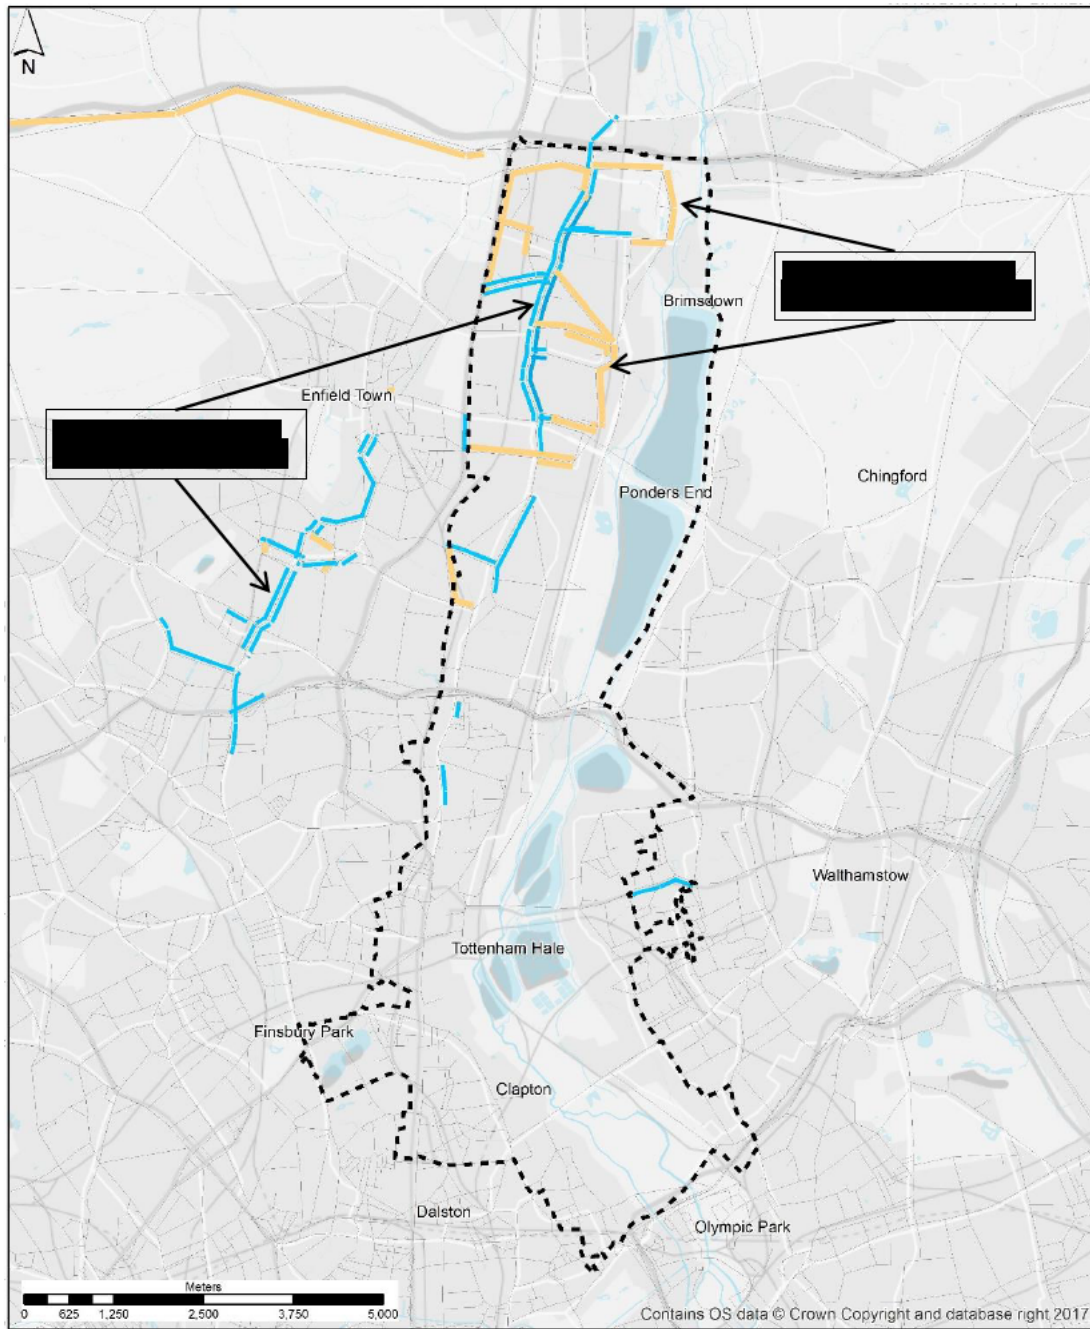 N
Brimsdown
Enfield Town
Chingford
Ponders End
Walthamstow
Tottenham Hale
Finsbury Park
Clapton
Dalston
Olympic Park
Meters
0 625 1,250 2,500 3,750 5,000
Contains OS data © Crown Copyright and database right 2017